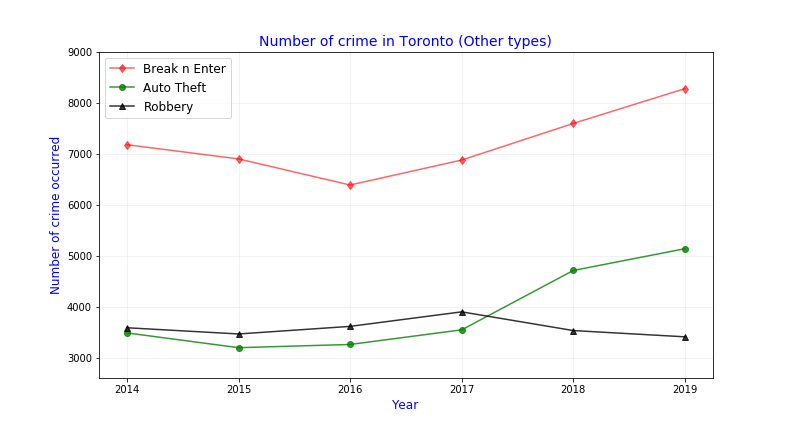 Number of crime in Toronto (Other types)
Break n Enter
Auto Theft
Robbery
Number of crime occurred
9000
8000
7000
6000
5000
4000
3000
2014 2015 2016 2017 2018 2019
Year